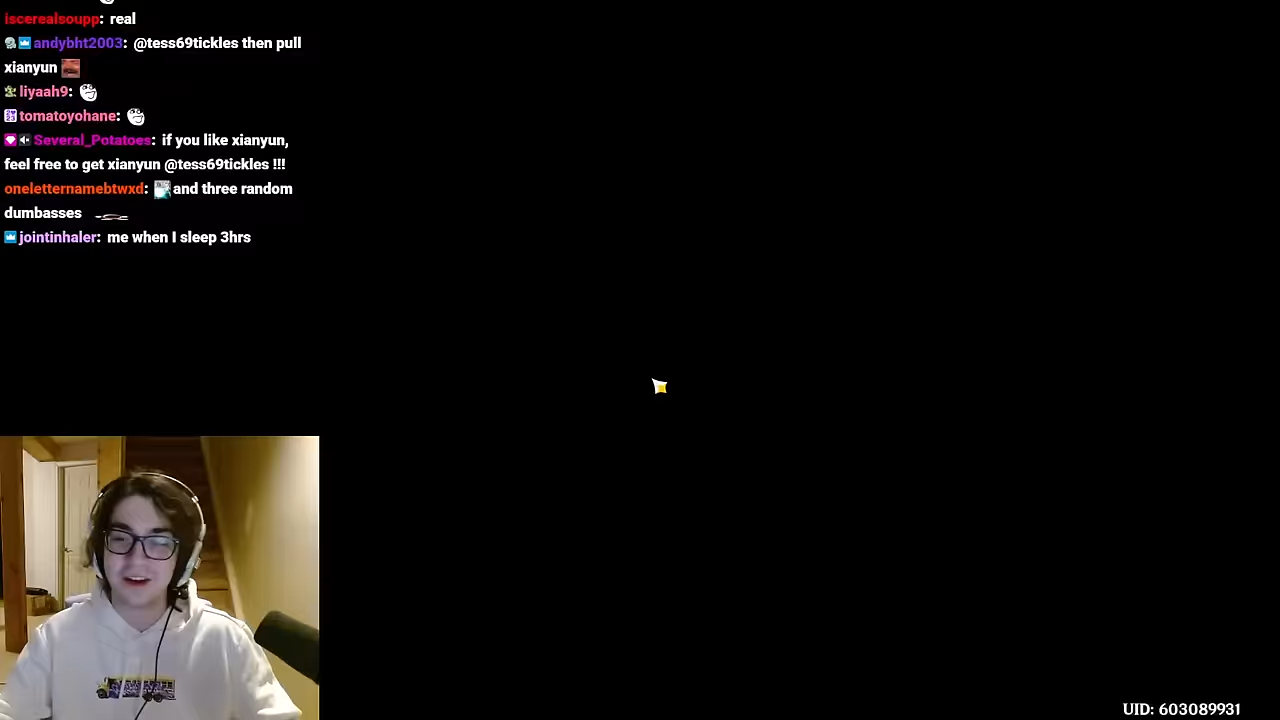 iscerealsoupp: real
andybht2003: @tess69tickles then pull
xianyun
liyaah9:
tomatoyohane:
Several_Potatoes: if you like xianyun,
feel free to get xianyun @tess69tickles !!!
oneletternamebtwxd: and three random
dumbasses
jointinhaler: me when I sleep 3hrs
UID: 603089931